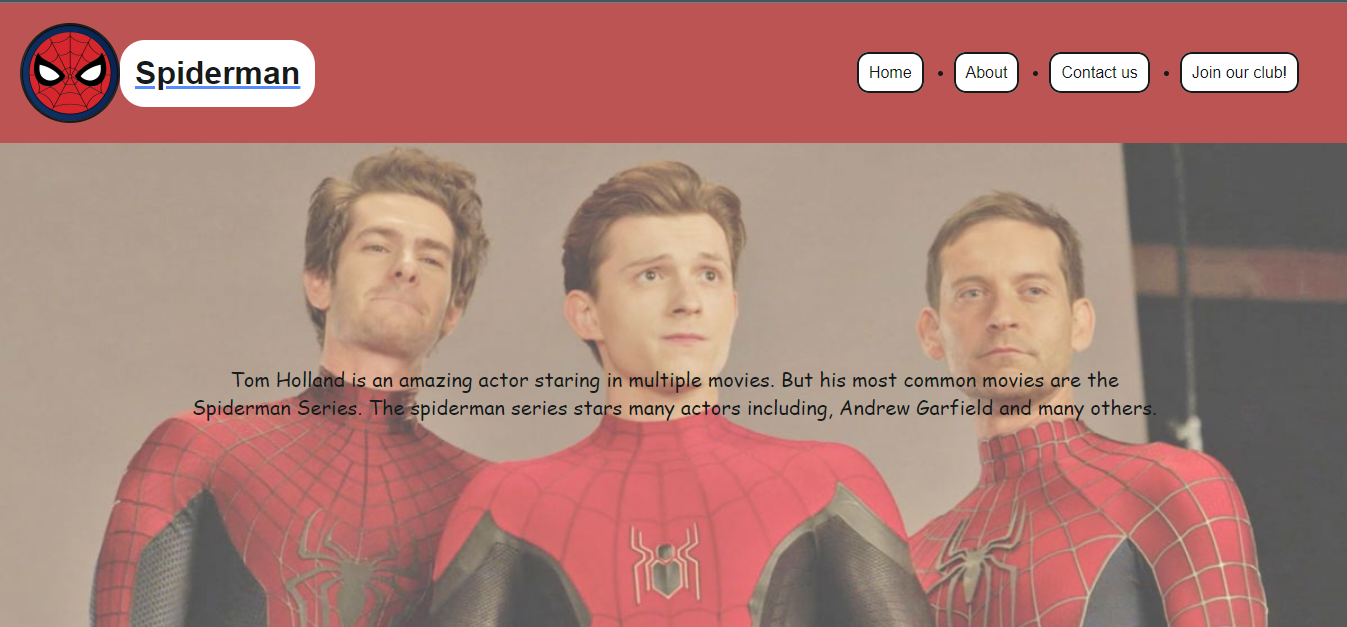 Spiderman
Home • About • Contact us • Join our club!
Tom Holland is an amazing actor staring in multiple movies. But his most common movies are the
Spiderman Series. The spiderman series stars many actors including, Andrew Garfield and many others.